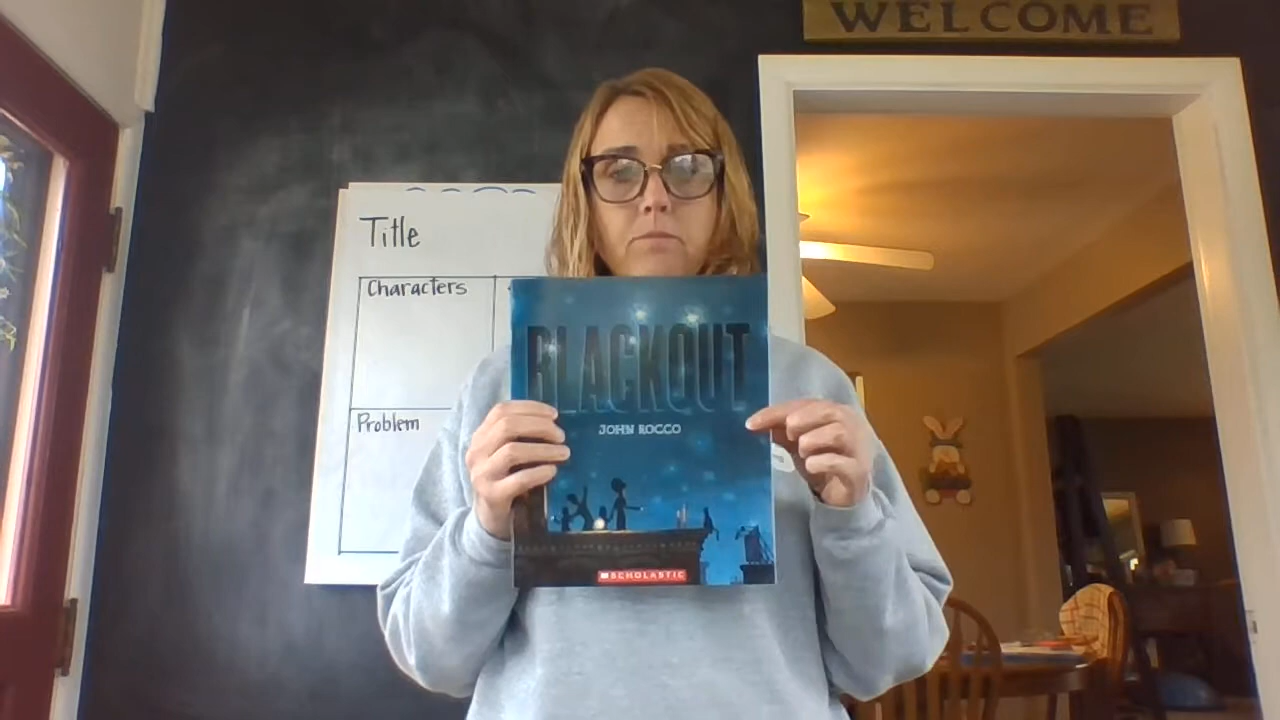 WELCOME
Title
Characters
Problem
BLACKOUT
JOHN ROCCO
SCHOLASTIC